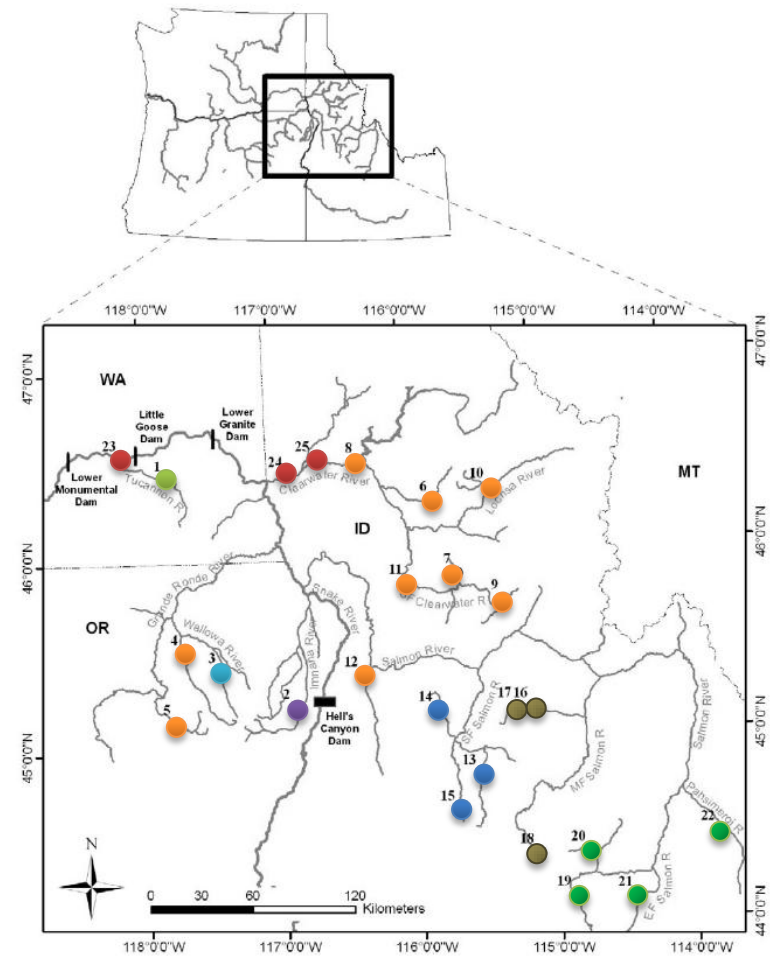 118°0'0"W 117°0'0"W 116°0'0"W 115°0'0"W 114°0'0"W
47°0'0"N
47°0'0"N
WA
Little
Goose
Dam
Lower
Granite
Dam
23
1
Lower
Monumental
Dam
Tucannon R
24
25
8
Clearwater River
6
10
Lochsa River
MT
ID
46°0'0"N
46°0'0"N
11
7
9
SF Clearwater R
Grande Ronde River
Snake River
OR
Wallowa River
4
3
Imnaha River
12
Salmon River
2
5
Hell's
Canyon
Dam
14
17 16
SF Salmon R
Salmon River
45°0'0"N
45°0'0"N
13
15
MF Salmon R
Pahsimeroi R
22
18
20
19
21
EF Salmon R
N
0 30 60 120
Kilometers
44°0'0"N
118°0'0"W 117°0'0"W 116°0'0"W 115°0'0"W 114°0'0"W